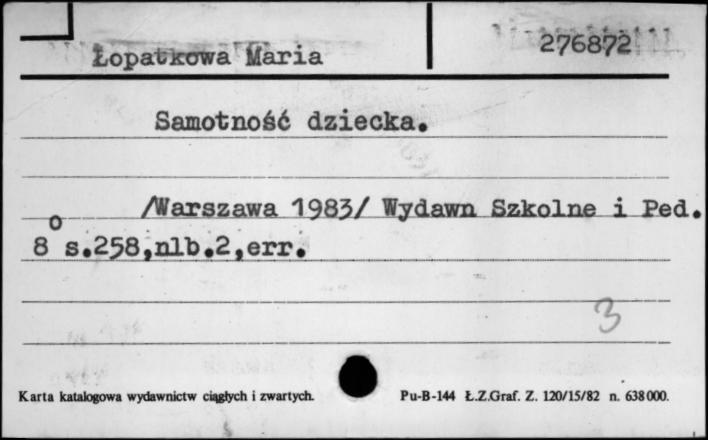 Łopatkowa Maria
276872
Samotność dziecka.
/Warszawa 1983/ Wydawn Szkolne i Ped.
8° s.258,nlb.2,err.
3
Karta katalogowa wydawnictw ciągłych i zwartych.
Pu-B-144 Ł.Z.Graf. Z. 120/15/82 n. 638000.